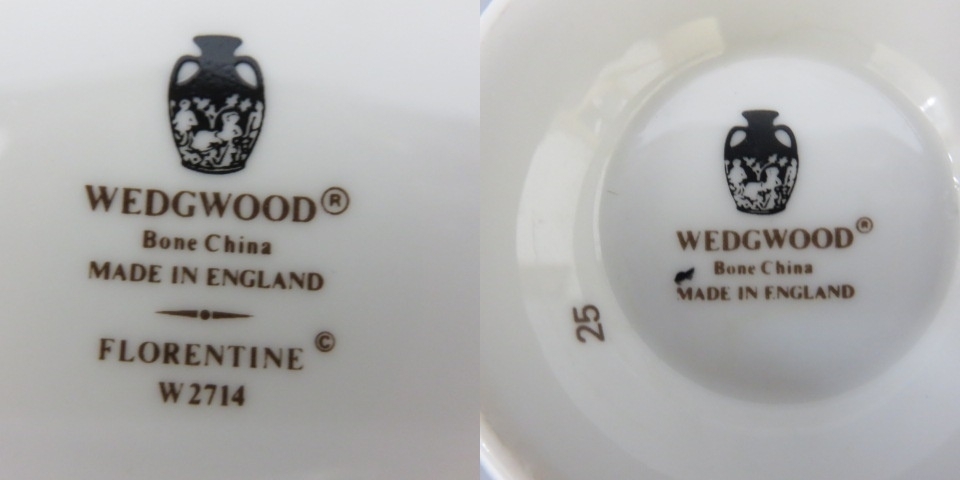 WEDGWOOD®
Bone China
MADE IN ENGLAND
FLORENTINE ©
W2714
WEDGWOOD®
Bone China
MADE IN ENGLAND
25